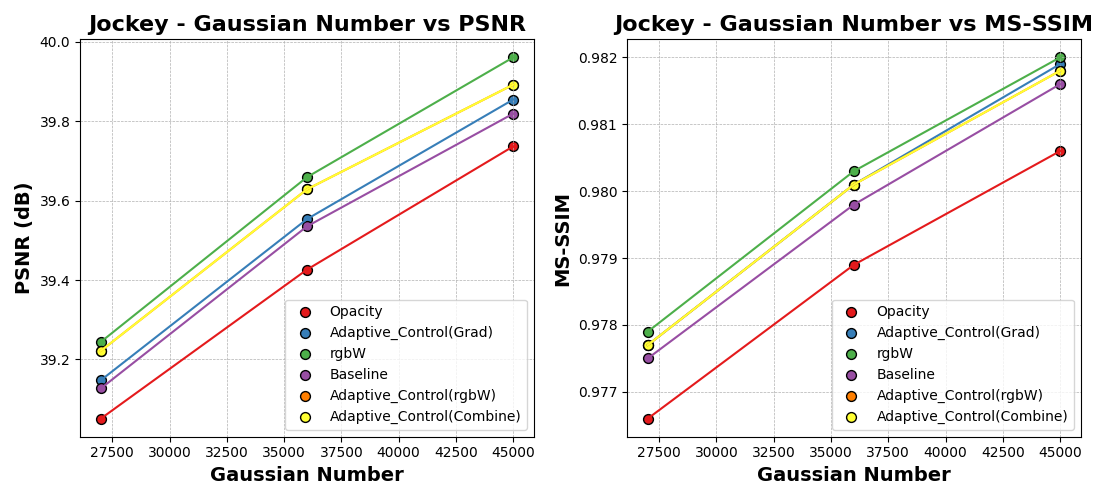 Jockey - Gaussian Number vs PSNR
PSNR (dB)
40.0
39.8
39.6
39.4
39.2
27500 30000 32500 35000 37500 40000 42500 45000
Gaussian Number
Opacity
Adaptive_Control(Grad)
rgbW
Baseline
Adaptive_Control(rgbW)
Adaptive_Control(Combine)
Jockey - Gaussian Number vs MS-SSIM
MS-SSIM
0.982
0.981
0.980
0.979
0.978
0.977
27500 30000 32500 35000 37500 40000 42500 45000
Gaussian Number
Opacity
Adaptive_Control(Grad)
rgbW
Baseline
Adaptive_Control(rgbW)
Adaptive_Control(Combine)